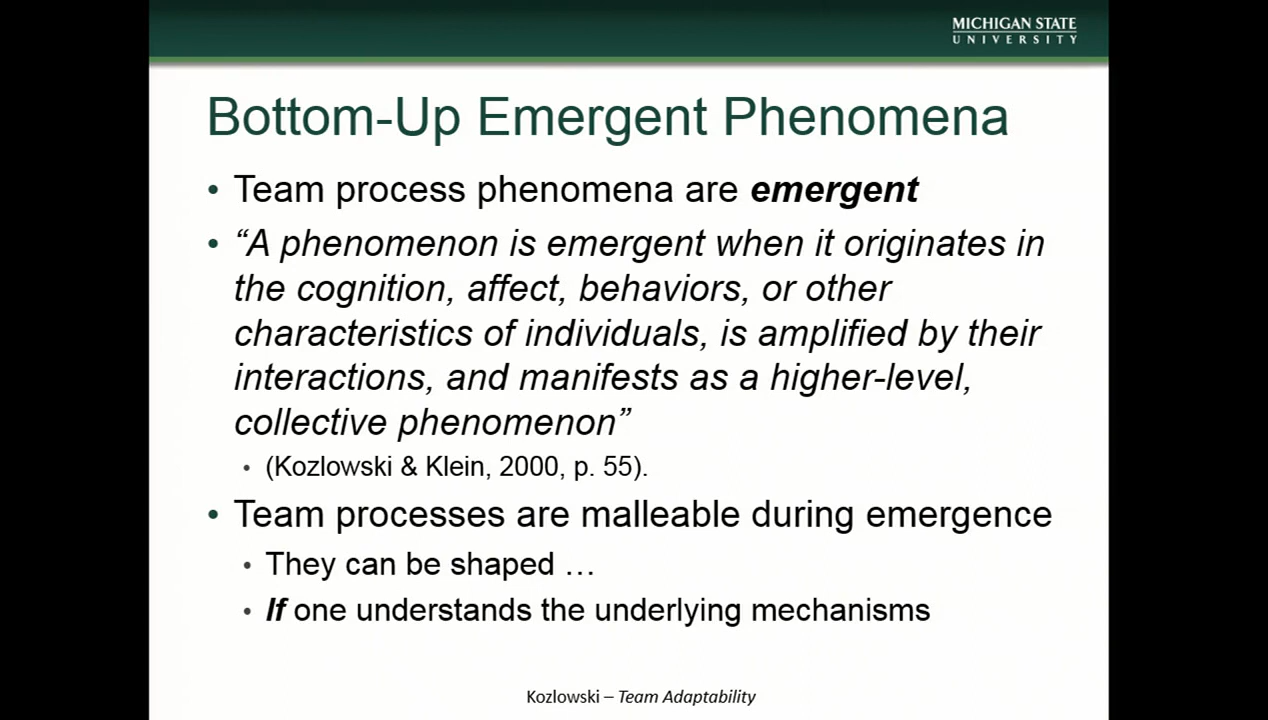 MICHIGAN STATE
UNIVERSITY
Bottom-Up Emergent Phenomena
• Team process phenomena are emergent
• “A phenomenon is emergent when it originates in
the cognition, affect, behaviors, or other
characteristics of individuals, is amplified by their
interactions, and manifests as a higher-level,
collective phenomenon”
• (Kozlowski & Klein, 2000, p. 55).
• Team processes are malleable during emergence
• They can be shaped …
• If one understands the underlying mechanisms
Kozlowski – Team Adaptability